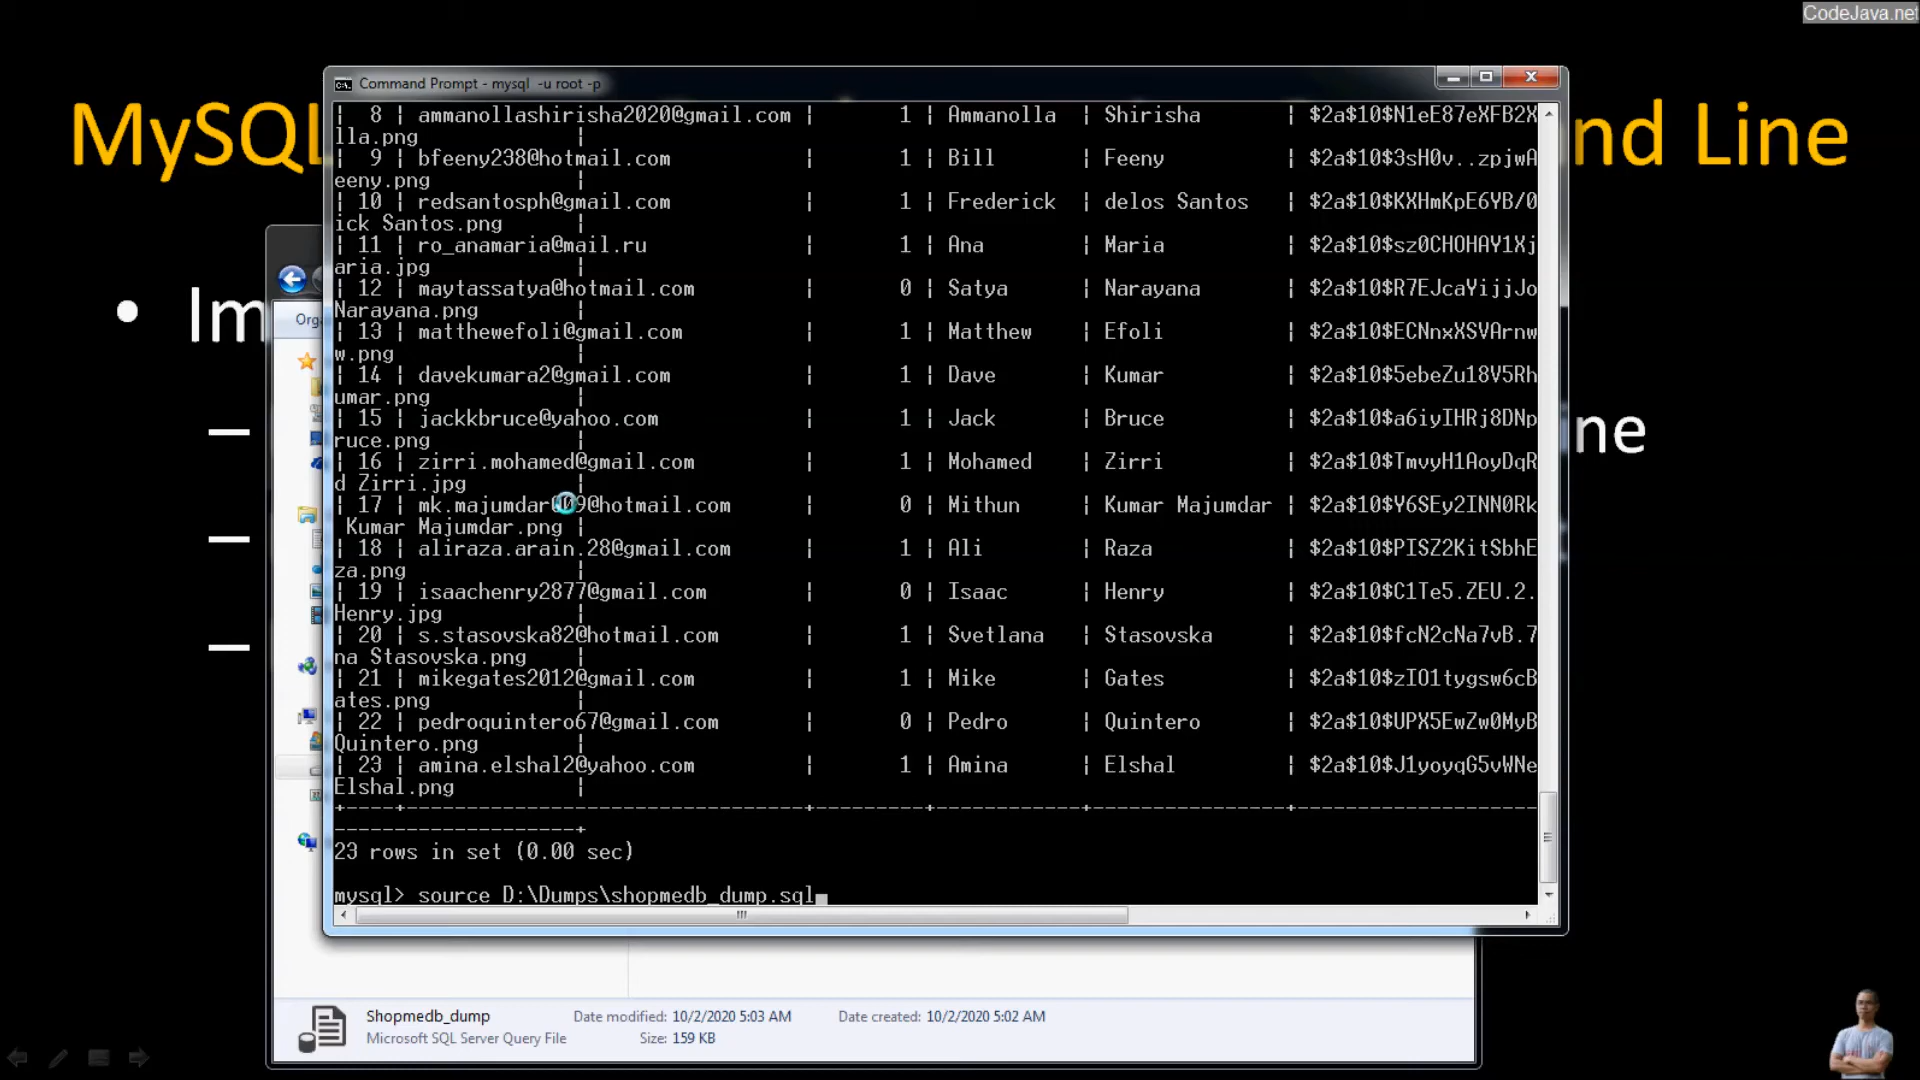 CodeJava.net
MySQL
nd Line
Command Prompt - mysql -u root -p
| 8 | ammanollashirisha2020@gmail.com | 1 | Ammanolla | Shirisha | $2a$10$N1eE87eXFB2X
lla.png |
| 9 | bfeeny238@hotmail.com | 1 | Bill | Feeny | $2a$10$3sH0v..zpjwA
eeny.png |
| 10 | redsantosph@gmail.com | 1 | Frederick | delos Santos | $2a$10$KXHmKpE6YB/0
ick Santos.png |
| 11 | ro_anamaria@mail.ru | 1 | Ana | Maria | $2a$10$sz0CHOHAY1Xj
aria.jpg |
| 12 | maytassatya@hotmail.com | 0 | Satya | Narayana | $2a$10$R7EJcaYijjJo
Narayana.png |
| 13 | matthewefoli@gmail.com | 1 | Matthew | Efoli | $2a$10$ECNnxXSVArnw
w.png |
| 14 | davekumara2@gmail.com | 1 | Dave | Kumar | $2a$10$5ebeZu18V5Rh
umar.png |
| 15 | jackkbruce@yahoo.com | 1 | Jack | Bruce | $2a$10$a6iyIHRj8DNp
ruce.png |
| 16 | zirri.mohamed@gmail.com | 1 | Mohamed | Zirri | $2a$10$TmvyH1AoyDqR
d Zirri.jpg |
| 17 | @hotmail.com | 0 | Mithun | Kumar Majumdar | $2a$10$Y6SEy2INN0Rk
Kumar Majumdar.png |
| 18 | aliraza.arain.28@gmail.com | 1 | Ali | Raza | $2a$10$PISZ2KitSbhE
za.png |
| 19 | isaachenry2877@gmail.com | 0 | Isaac | Henry | $2a$10$C1Te5.ZEU.2.
Henry.jpg |
| 20 | s.stasovska82@hotmail.com | 1 | Svetlana | Stasovska | $2a$10$fcN2cNa7vB.7
na Stasovska.png |
| 21 | mikegates2012@gmail.com | 1 | Mike | Gates | $2a$10$zIO1tygsw6cB
ates.png |
| 22 | pedroquintero67@gmail.com | 0 | Pedro | Quintero | $2a$10$UPX5EwZw0MyB
Quintero.png |
| 23 | amina.elshal2@yahoo.com | 1 | Amina | Elshal | $2a$10$J1yoyqG5vWNe
Elshal.png |
23 rows in set (0.00 sec)
mysql> source D:\Dumps\shopmedb_dump.sql
Im
Orga
ne
Shopmedb_dump Date modified: 10/2/2020 5:03 AM Date created: 10/2/2020 5:02 AM
Microsoft SQL Server Query File Size: 159 KB